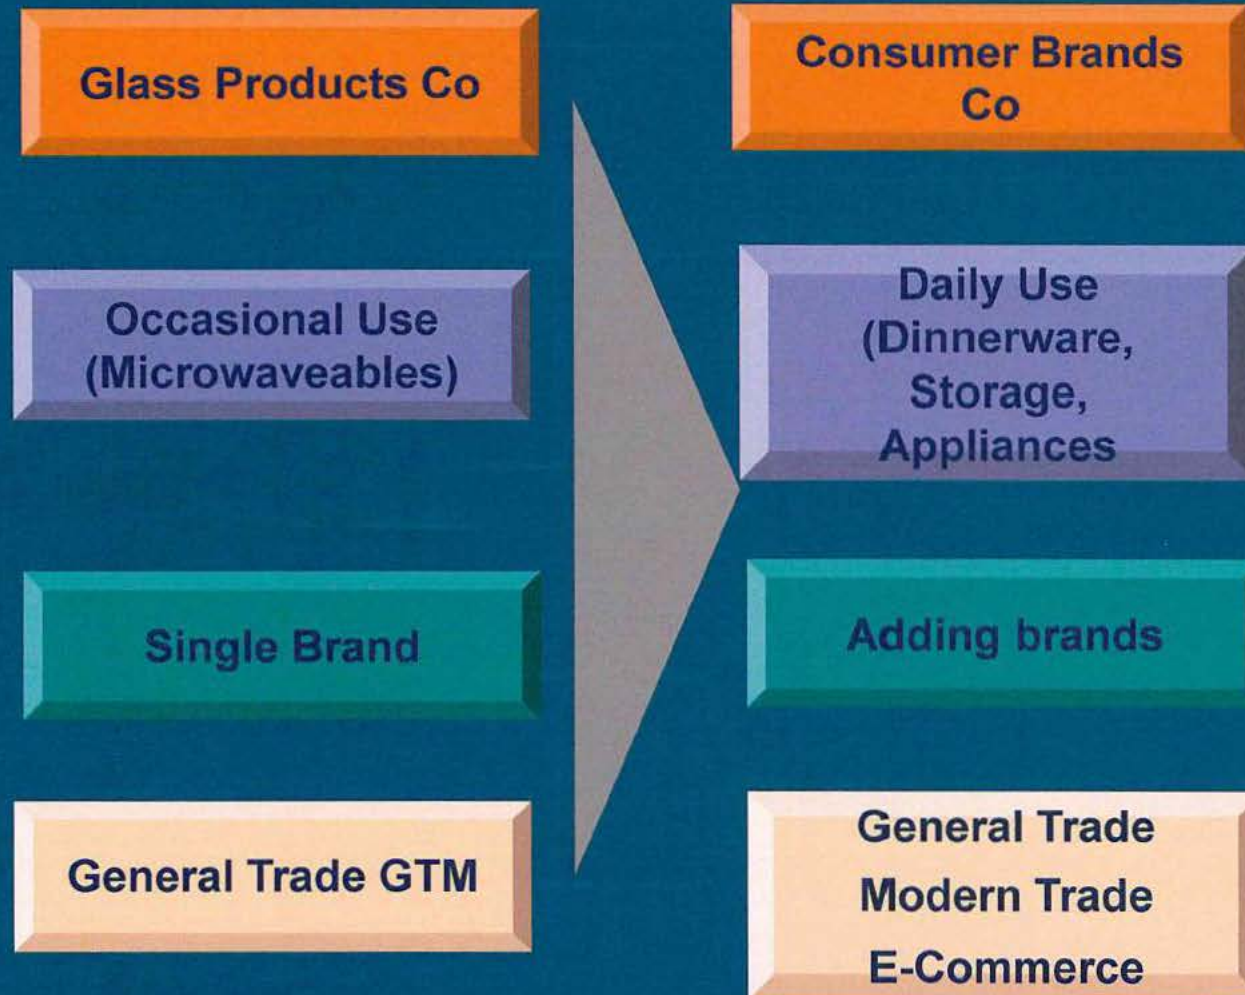 Glass Products Co
Consumer Brands
Co
Occasional Use
(Microwaveables)
Daily Use
(Dinnerware,
Storage,
Appliances
Single Brand
Adding brands
General Trade GTM
General Trade
Modern Trade
E-Commerce